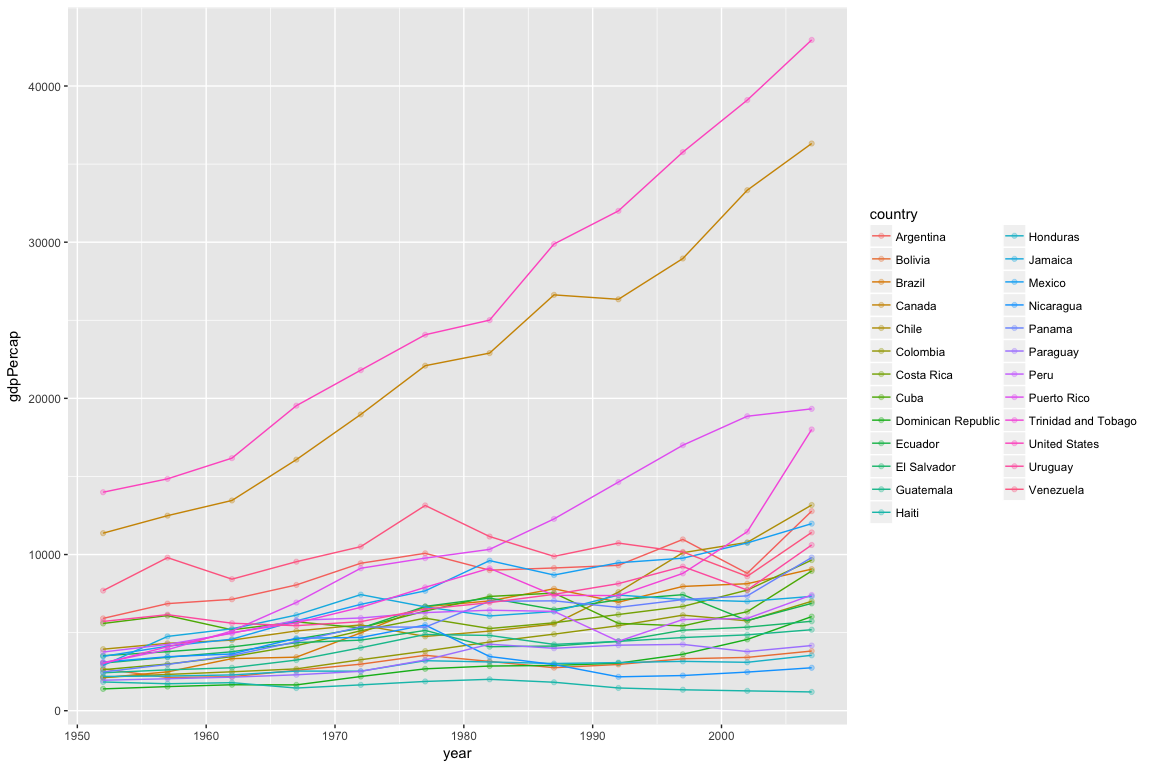 40000
30000
20000
10000
0
gdpPercap
1950 1960 1970 1980 1990 2000
year
country
Argentina
Bolivia
Brazil
Canada
Chile
Colombia
Costa Rica
Cuba
Dominican Republic
Ecuador
El Salvador
Guatemala
Haiti
Honduras
Jamaica
Mexico
Nicaragua
Panama
Paraguay
Peru
Puerto Rico
Trinidad and Tobago
United States
Uruguay
Venezuela